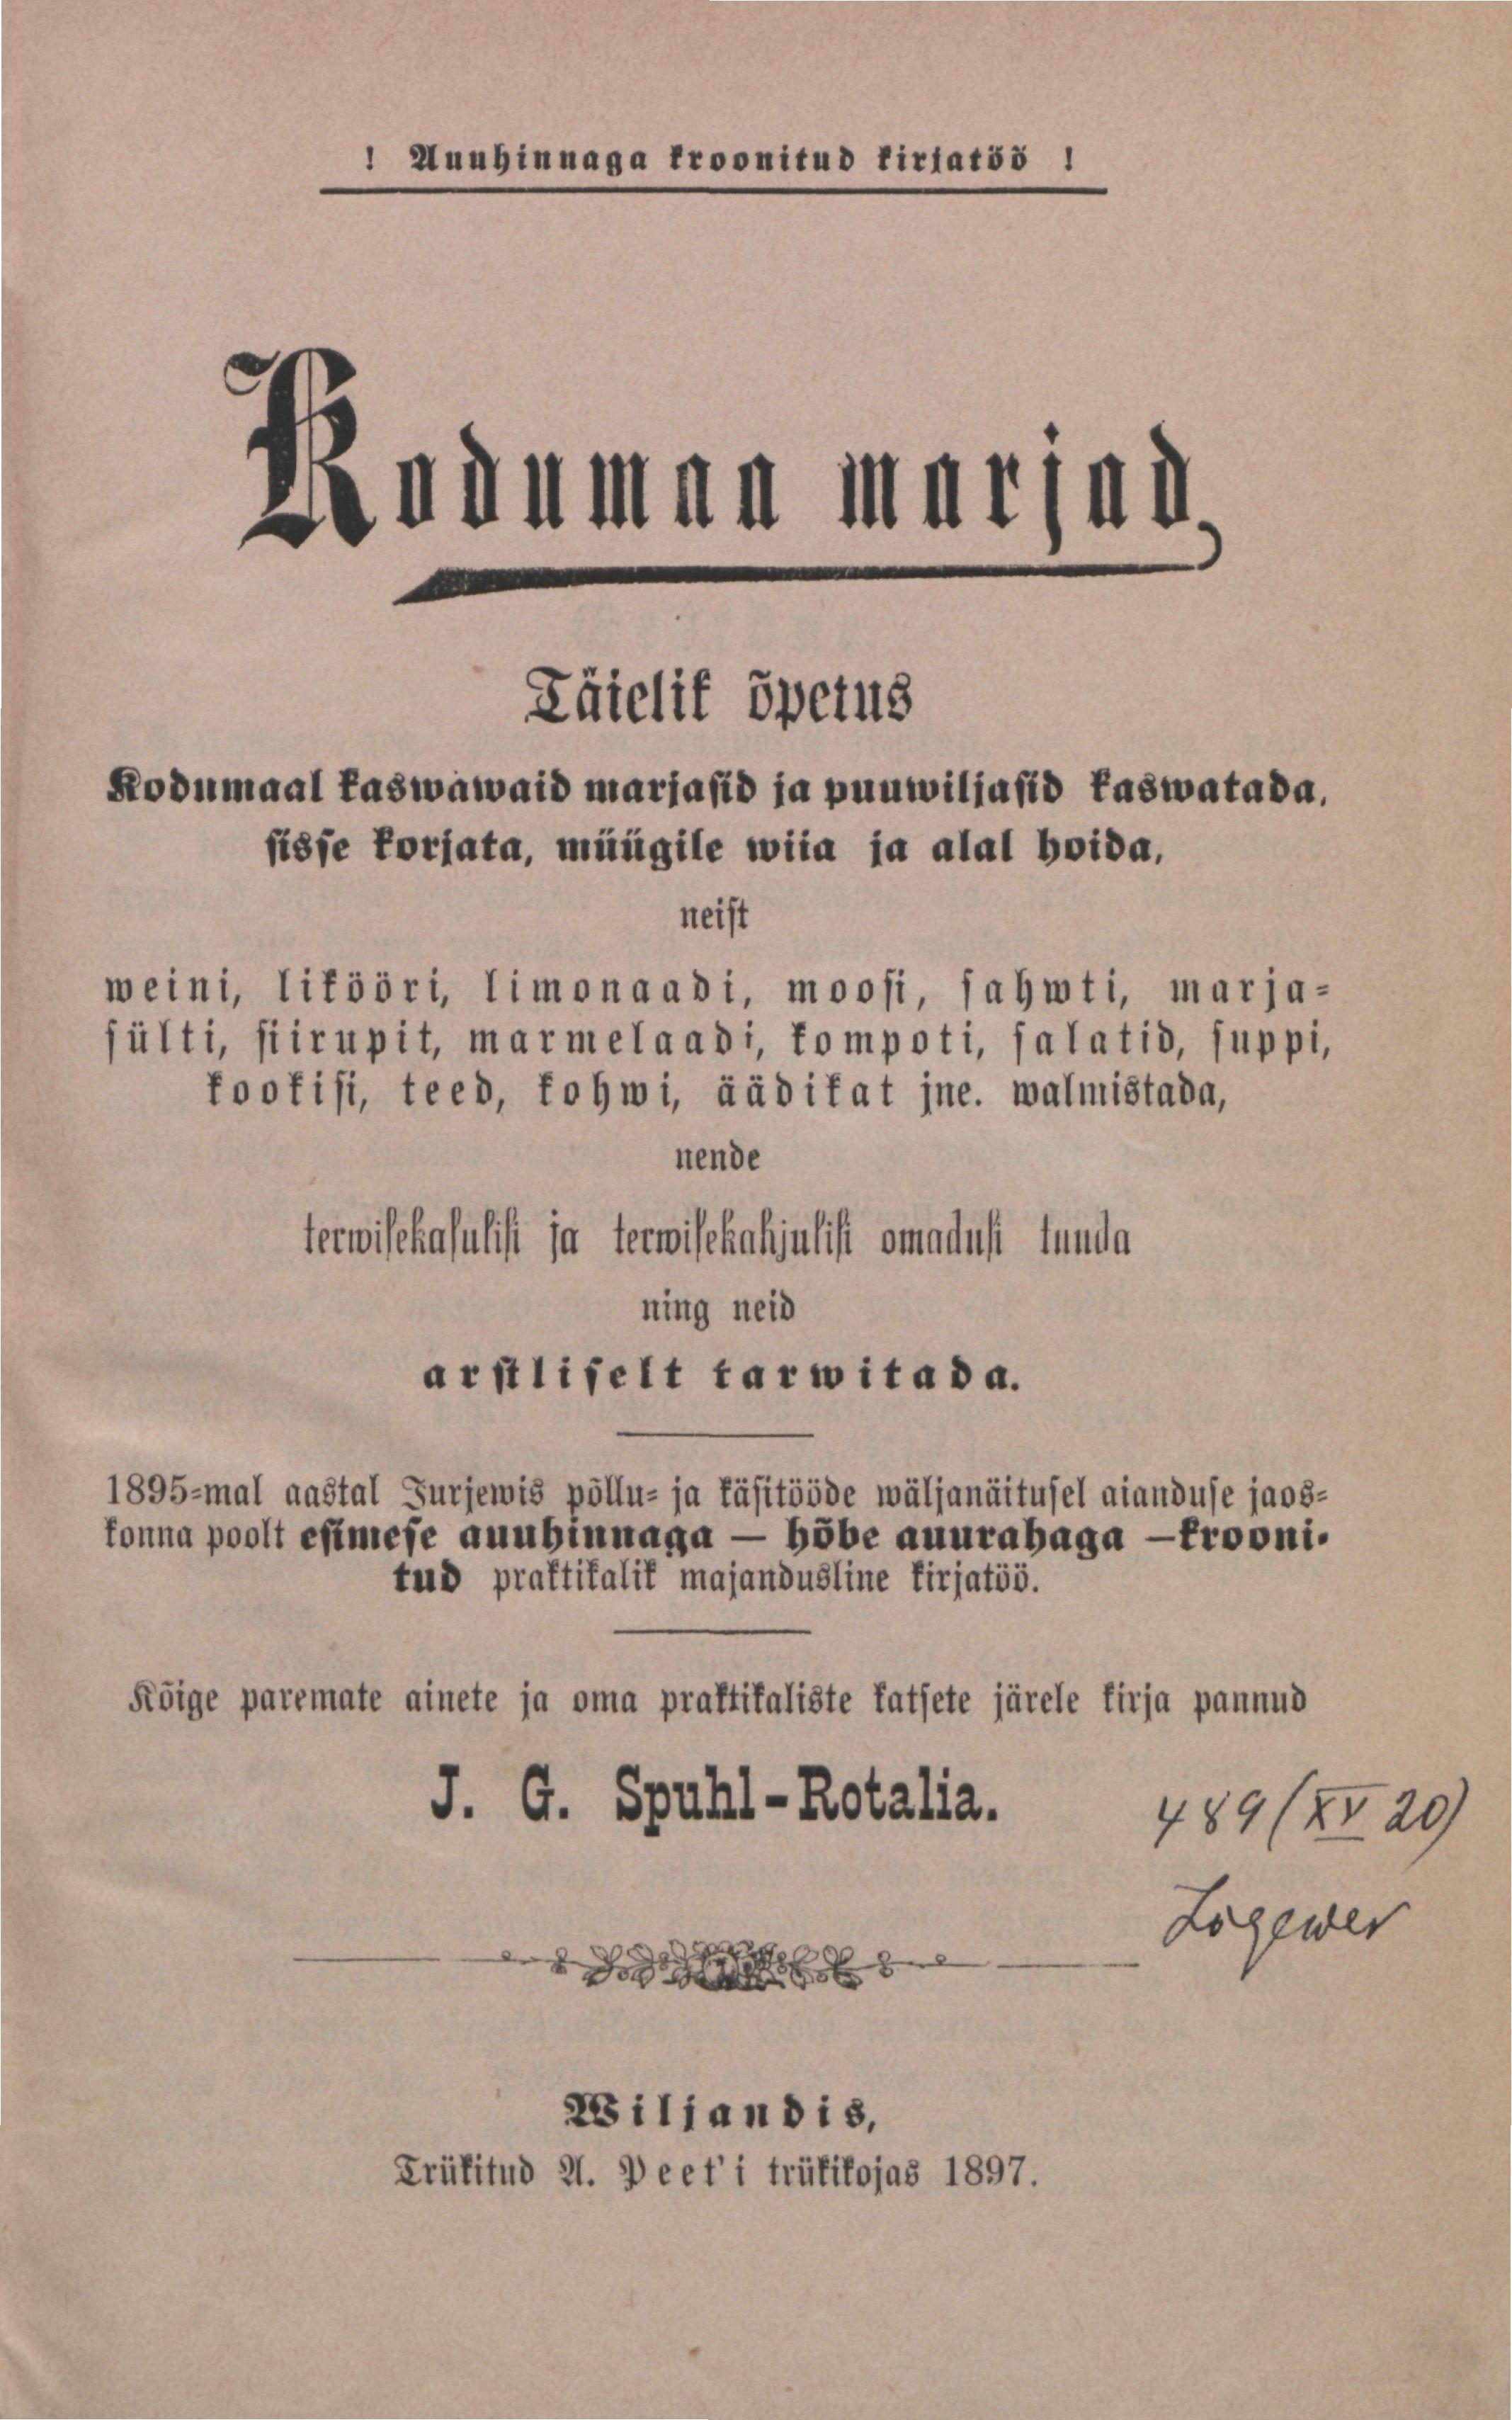 ! Auuhinnaga kroonitud kirjatöö !
Kodumaa marjad,
Täielik õpetus
Kodumaal kaswawaid marjasid ja puuwiljasid kaswatada,
sisse korjata, müügile wiia ja alal hoida,
neist
weini, likööri, limonaadi, moosi, sahwti, marja-
sülti, siirupit, marmelaadi, kompoti, salatid, suppi,
kookisi, teed, kohwi, äädikat jne. walmistada,
nende
terwisekasulisi ja terwisekahjulisi omadusi tunda
ning neid
arstliselt tarwitada.
1895-mal aastal Jurjewis põllu- ja käsitööde wäljanäitusel aianduse jaos-
konna poolt esimese auuhinnaga — hõbe auurahaga —krooni-
tud praktikalik majandusline kirjatöö.
Kõige paremate ainete ja oma praktikaliste katsete järele kirja pannud
J. G. Spuhl-Rotalia.
489 (XV 20)
Wiljandis,
Trükitud A. Peet'i trükikojas 1897.